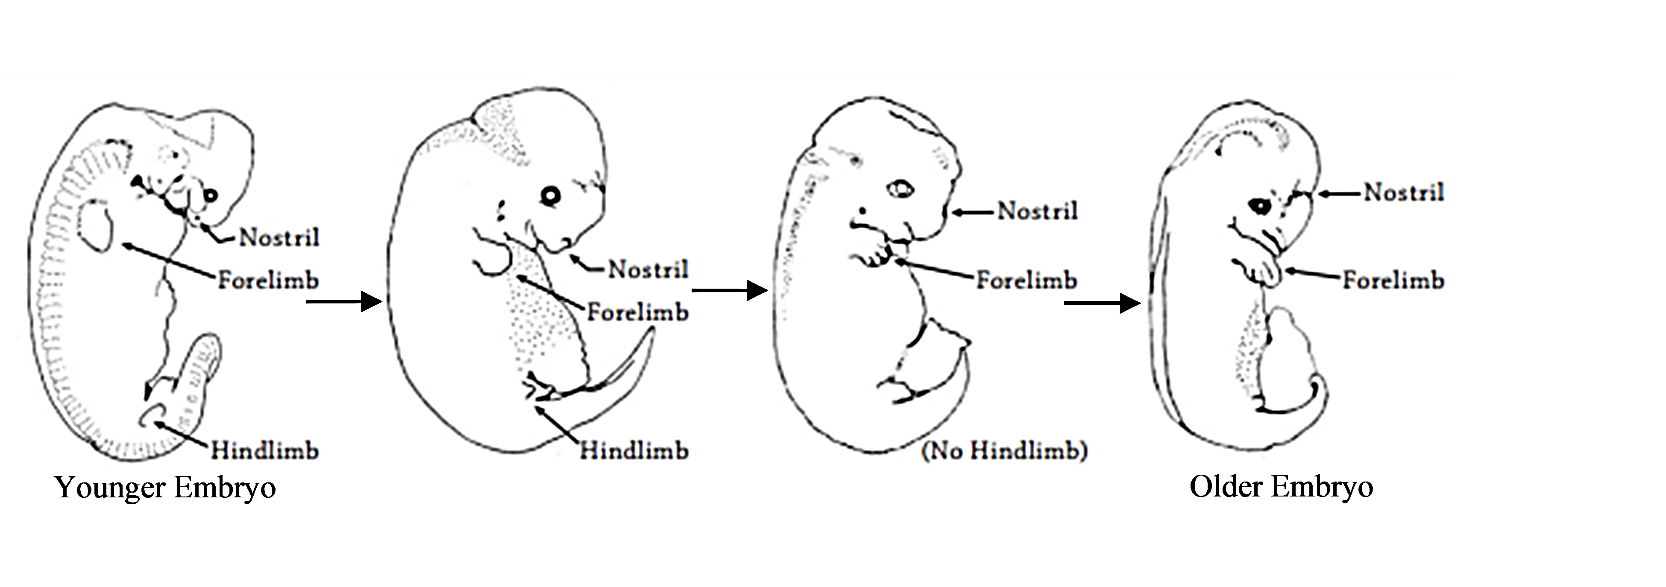 Nostril
Forelimb
Hindlimb
Younger Embryo
Nostril
Forelimb
Hindlimb
Nostril
Forelimb
(No Hindlimb)
Nostril
Forelimb
Older Embryo